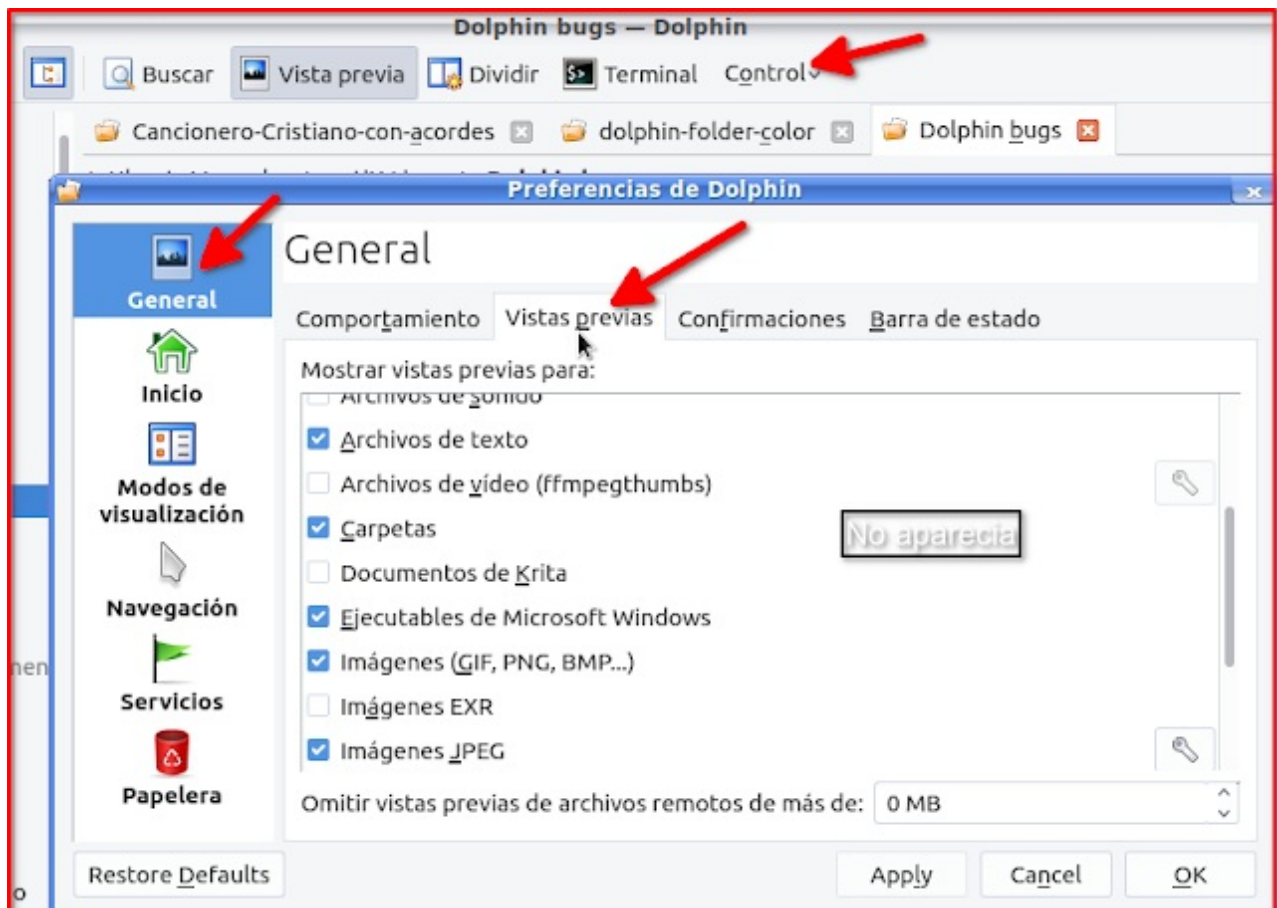 Dolphin bugs — Dolphin
Buscar Vista previa Dividir Terminal Control
Cancionero-Cristiano-con-acordes dolphin-folder-color Dolphin bugs
Preferencias de Dolphin
General
General
Inicio
Modos de
visualización
Navegación
Servicios
Papelera
Comportamiento Vistas previas Confirmaciones Barra de estado
Mostrar vistas previas para:
Archivos de sonido
Archivos de texto
Archivos de vídeo (ffmpegthumbs)
Carpetas
No aparecia
Documentos de Krita
Ejecutables de Microsoft Windows
Imágenes (GIF, PNG, BMP...)
Imágenes EXR
Imágenes JPEG
Omitir vistas previas de archivos remotos de más de: 0 MB
Restore Defaults Apply Cancel OK